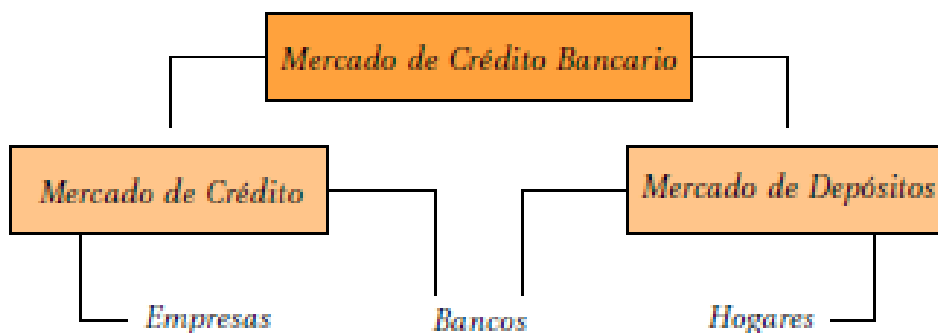 Mercado de Crédito Bancario
Mercado de Crédito
Mercado de Depósitos
Empresas
Bancos
Hogares